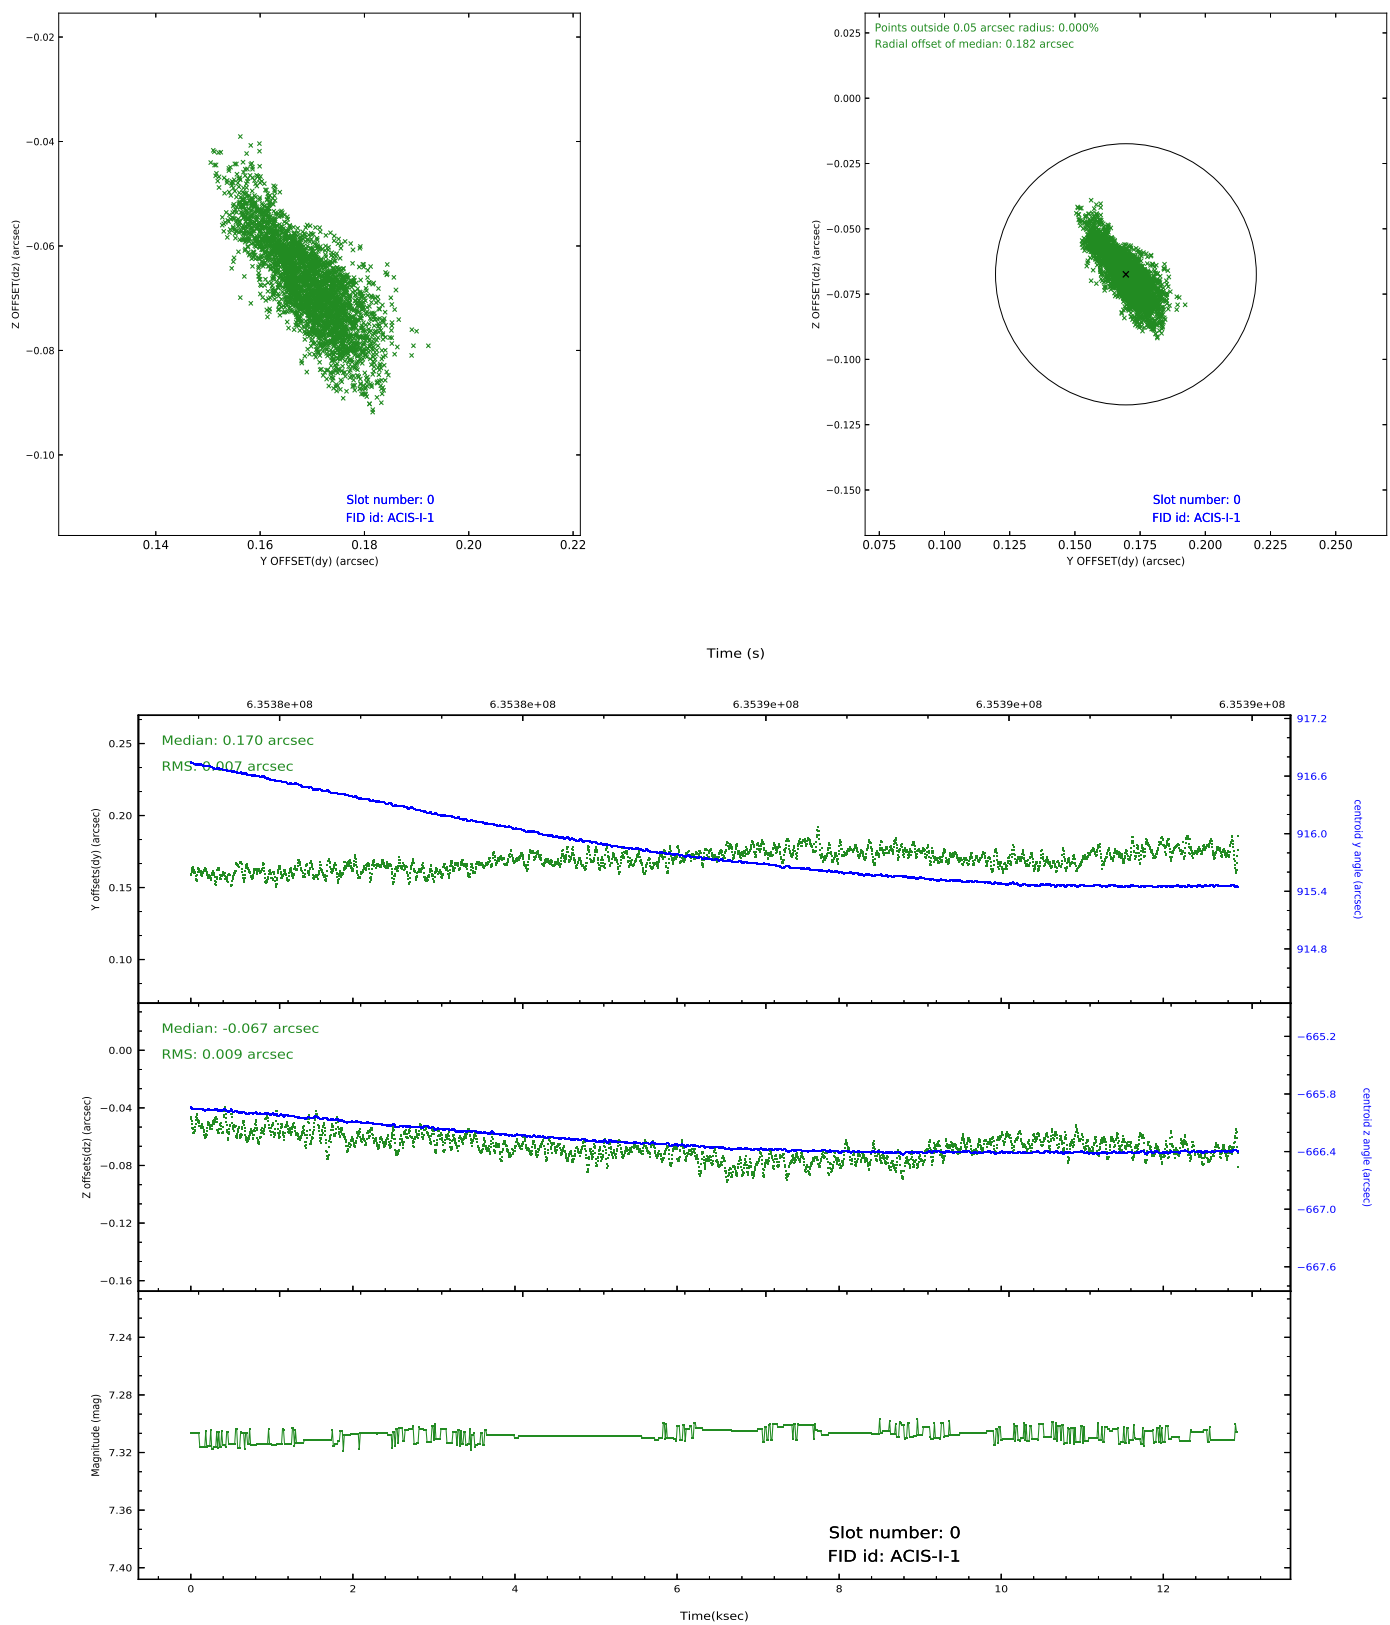 −0.02
−0.04
−0.06
−0.08
−0.10
Z OFFSET(dz) (arcsec)
Slot number: 0
FID id: ACIS-I-1
0.14 0.16 0.18 0.20 0.22
Y OFFSET(dy) (arcsec)
Points outside 0.05 arcsec radius: 0.000%
Radial offset of median: 0.182 arcsec
0.025
0.000
−0.025
−0.050
−0.075
−0.100
−0.125
−0.150
Z OFFSET(dz) (arcsec)
Slot number: 0
FID id: ACIS-I-1
0.075 0.100 0.125 0.150 0.175 0.200 0.225 0.250
Y OFFSET(dy) (arcsec)
Time (s)
6.3538e+08 6.3538e+08 6.3539e+08 6.3539e+08 6.3539e+08
Median: 0.170 arcsec
RMS: 0.007 arcsec
0.25
0.20
0.15
0.10
Y offsets(dy) (arcsec)
917.2
916.6
916.0
915.4
914.8
centroid y angle (arcsec)
Median: -0.067 arcsec
RMS: 0.009 arcsec
0.00
−0.04
−0.08
−0.12
−0.16
Z offsets(dz) (arcsec)
−665.2
−665.8
−666.4
−667.0
−667.6
centroid z angle (arcsec)
7.24
7.28
7.32
7.36
7.40
Magnitude (mag)
Slot number: 0
FID id: ACIS-I-1
0 2 4 6 8 10 12
Time(ksec)